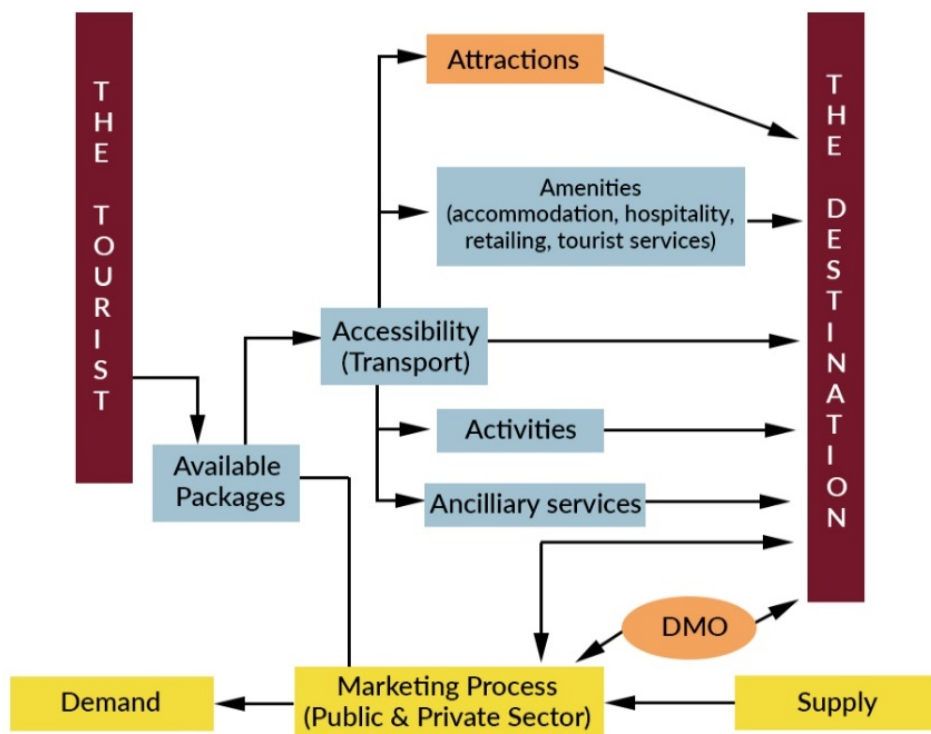 THE TOURIST
Attractions
THE DESTINATION
Amenities
(accommodation, hospitality,
retailing, tourist services)
Accessibility
(Transport)
Activities
Available
Packages
Ancilliary services
DMO
Demand
Marketing Process
(Public & Private Sector)
Supply